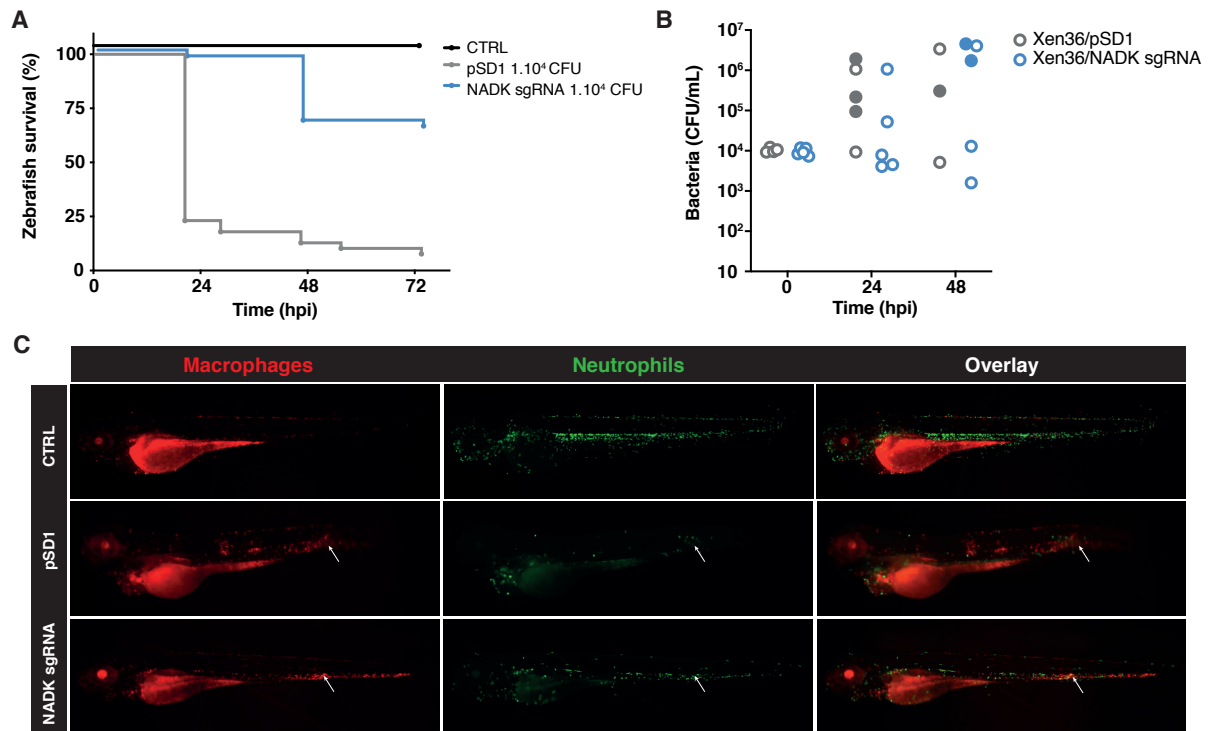 A
Zebrafish survival (%)
100
75
50
25
0
0 24 48 72
Time (hpi)
CTRL
pSD1 1.10⁴ CFU
NADK sgRNA 1.10⁴ CFU
B
Bacteria (CFU/mL)
10⁷
10⁶
10⁵
10⁴
10³
10²
10
0 24 48
Time (hpi)
Xen36/pSD1
Xen36/NADK sgRNA
C
Macrophages Neutrophils Overlay
CTRL
pSD1
NADK sgRNA